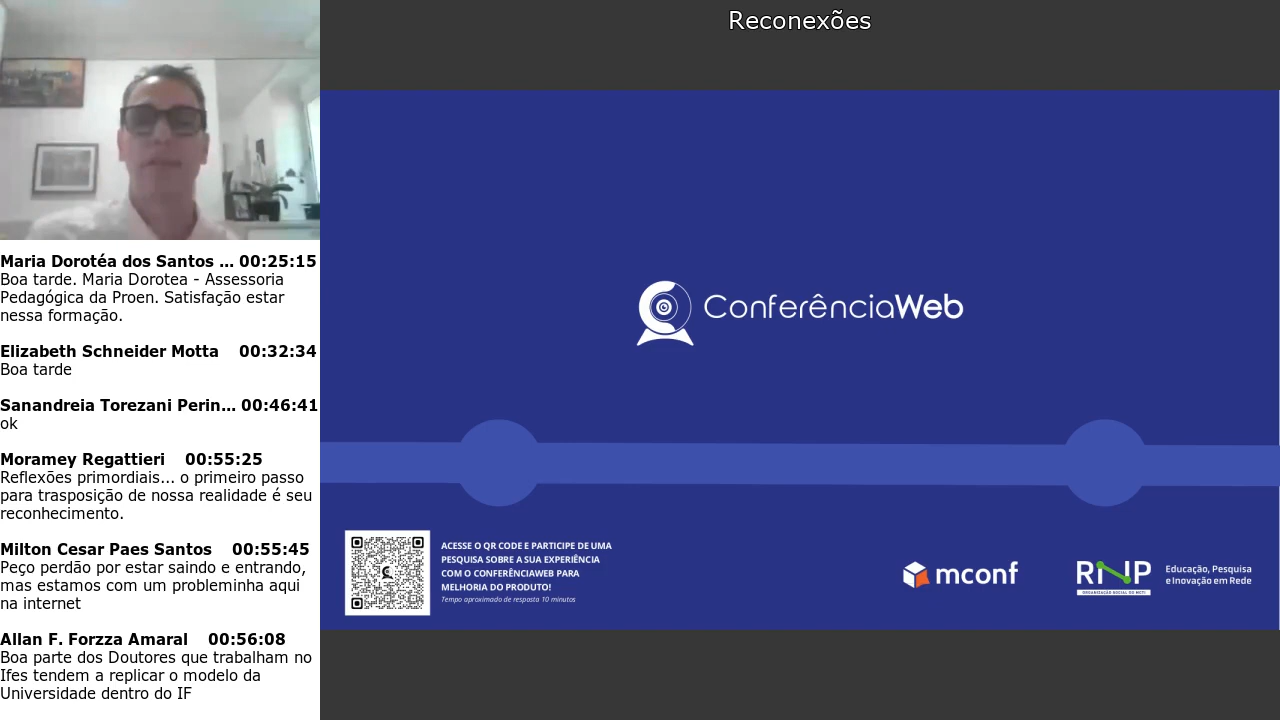 Reconexões
Maria Dorotéa dos Santos ... 00:25:15
Boa tarde. Maria Dorotea - Assessoria
Pedagógica da Proen. Satisfação estar
nessa formação.
Elizabeth Schneider Motta 00:32:34
Boa tarde
Sanandreia Torezani Perin... 00:46:41
ok
Moramey Regattieri 00:55:25
Reflexões primordiais... o primeiro passo
para trasposição de nossa realidade é seu
reconhecimento.
Milton Cesar Paes Santos 00:55:45
Peço perdão por estar saindo e entrando,
mas estamos com um probleminha aqui
na internet
Allan F. Forzza Amaral 00:56:08
Boa parte dos Doutores que trabalham no
Ifes tendem a replicar o modelo da
Universidade dentro do IF
ConferênciaWeb
ACESSE O QR CODE E PARTICIPE DE UMA
PESQUISA SOBRE A SUA EXPERIÊNCIA
COM O CONFERÊNCIAWEB PARA
MELHORIA DO PRODUTO!
Tempo aproximado de resposta 10 minutos
mconf
RNP
ORGANIZAÇÃO SOCIAL DO MCTI
Educação, Pesquisa
e Inovação em Rede